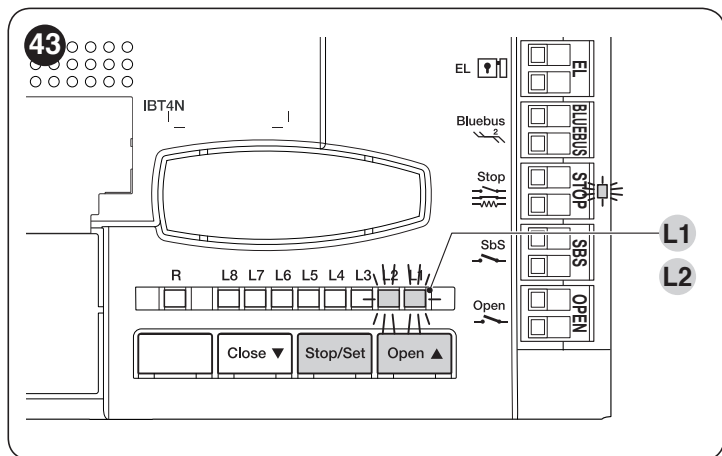 43
IBT4N
EL
Bluebus
2
Stop
SbS
Open
EL
BLUEBUS
STOP
SBS
OPEN
L1
L2
R L8 L7 L6 L5 L4 L3 L2 L1
Close ▼ Stop/Set Open ▲